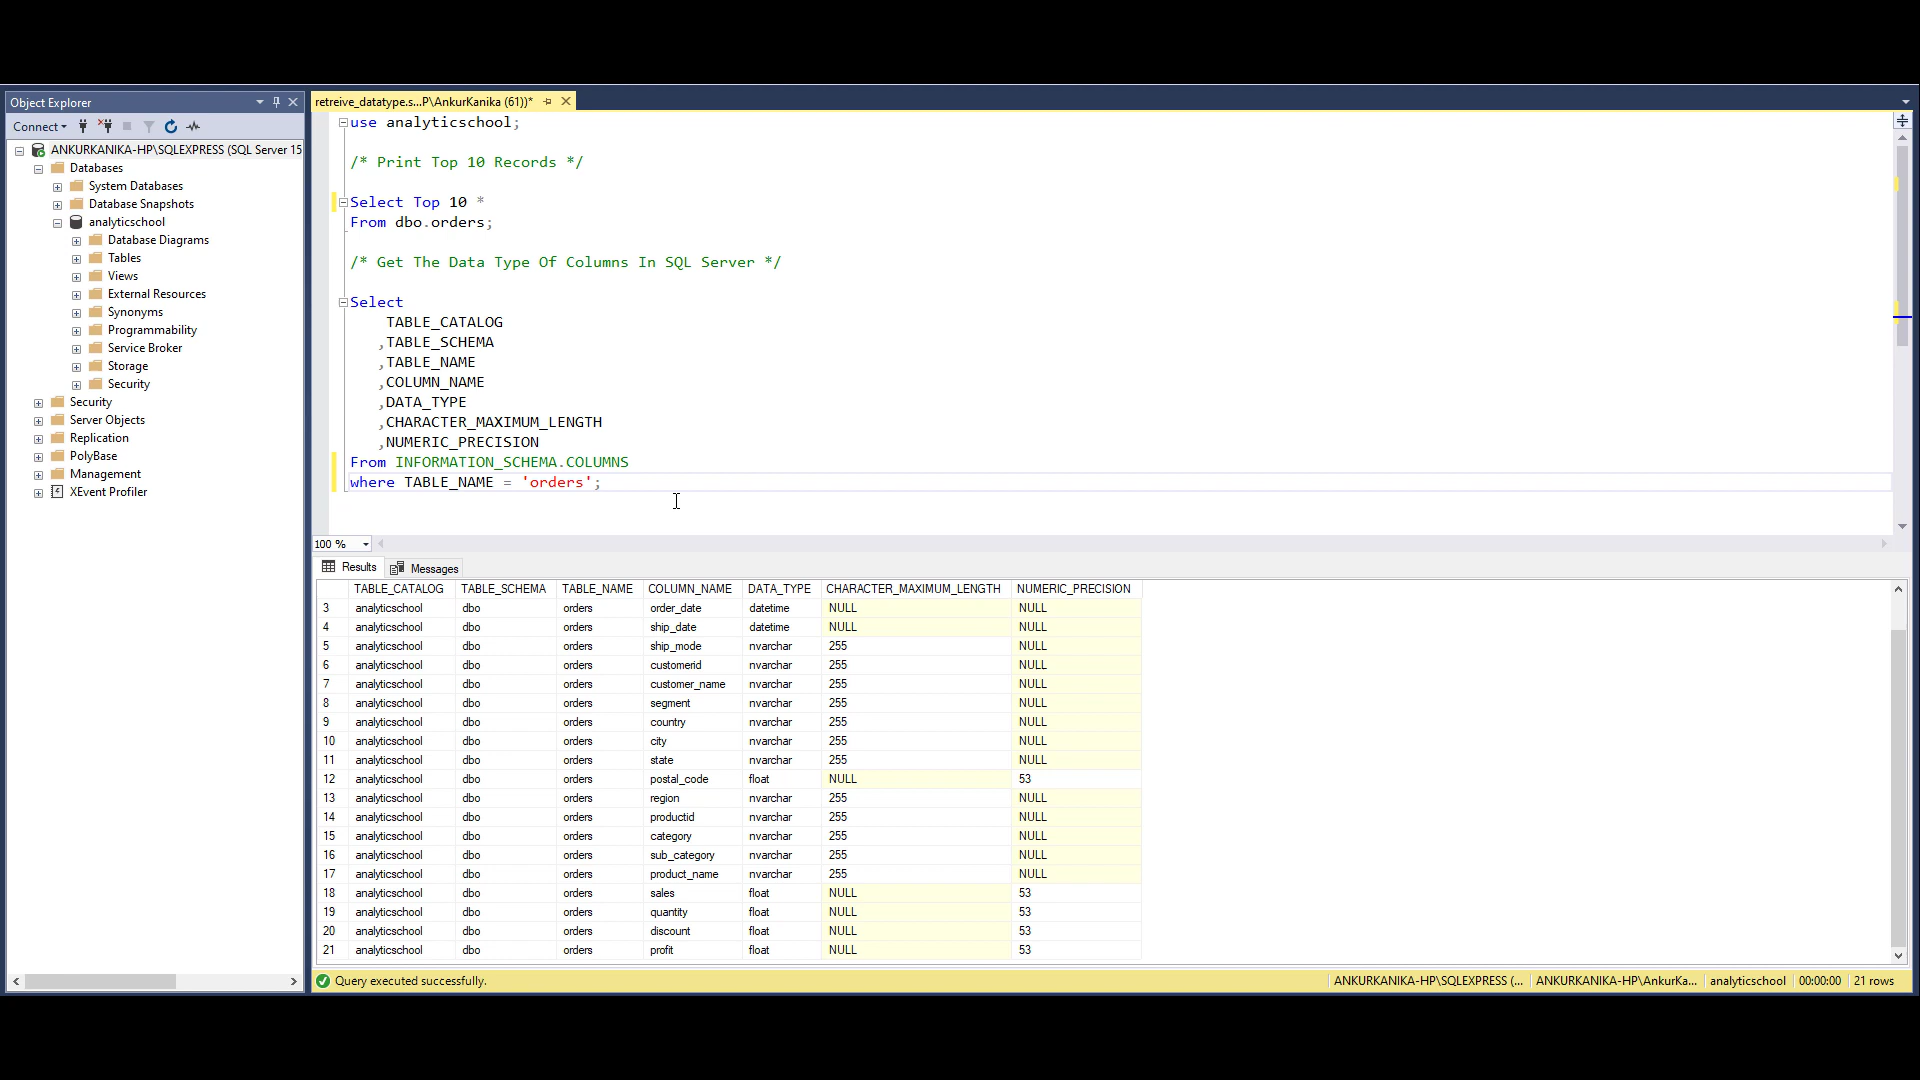 Object Explorer
Connect
ANKURKANIKA-HP\SQLEXPRESS (SQL Server 15
Databases
System Databases
Database Snapshots
analyticschool
Database Diagrams
Tables
Views
External Resources
Synonyms
Programmability
Service Broker
Storage
Security
Security
Server Objects
Replication
PolyBase
Management
XEvent Profiler
retreive_datatype.s...P\AnkurKanika (61))*
use analyticschool;
/* Print Top 10 Records */
Select Top 10 *
From dbo.orders;
/* Get The Data Type Of Columns In SQL Server */
Select
TABLE_CATALOG
,TABLE_SCHEMA
,TABLE_NAME
,COLUMN_NAME
,DATA_TYPE
,CHARACTER_MAXIMUM_LENGTH
,NUMERIC_PRECISION
From INFORMATION_SCHEMA.COLUMNS
where TABLE_NAME = 'orders';
100 %
Results Messages
TABLE_CATALOG TABLE_SCHEMA TABLE_NAME COLUMN_NAME DATA_TYPE CHARACTER_MAXIMUM_LENGTH NUMERIC_PRECISION
3 analyticschool dbo orders order_date datetime NULL NULL
4 analyticschool dbo orders ship_date datetime NULL NULL
5 analyticschool dbo orders ship_mode nvarchar 255 NULL
6 analyticschool dbo orders customerid nvarchar 255 NULL
7 analyticschool dbo orders customer_name nvarchar 255 NULL
8 analyticschool dbo orders segment nvarchar 255 NULL
9 analyticschool dbo orders country nvarchar 255 NULL
10 analyticschool dbo orders city nvarchar 255 NULL
11 analyticschool dbo orders state nvarchar 255 NULL
12 analyticschool dbo orders postal_code float NULL 53
13 analyticschool dbo orders region nvarchar 255 NULL
14 analyticschool dbo orders productid nvarchar 255 NULL
15 analyticschool dbo orders category nvarchar 255 NULL
16 analyticschool dbo orders sub_category nvarchar 255 NULL
17 analyticschool dbo orders product_name nvarchar 255 NULL
18 analyticschool dbo orders sales float NULL 53
19 analyticschool dbo orders quantity float NULL 53
20 analyticschool dbo orders discount float NULL 53
21 analyticschool dbo orders profit float NULL 53
Query executed successfully. ANKURKANIKA-HP\SQLEXPRESS (... ANKURKANIKA-HP\AnkurKa... analyticschool 00:00:00 21 rows